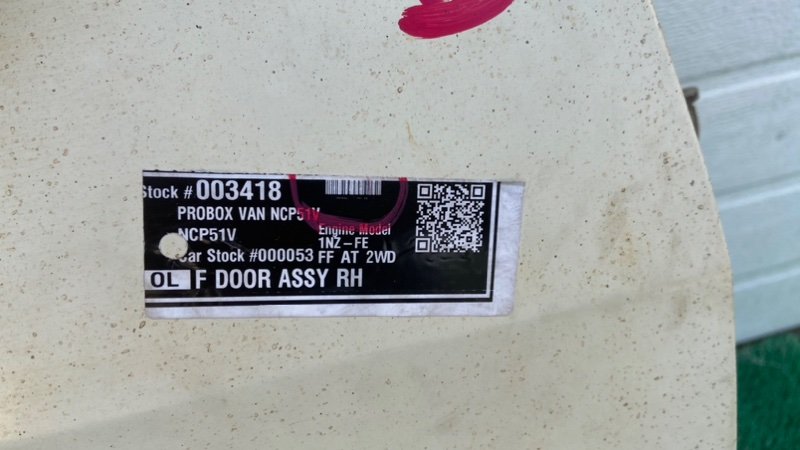 Stock # 003418
PROBOX VAN NCP51V
NCP51V
Engine Model
1NZ-FE
Car Stock #000053 FF AT 2WD
OL F DOOR ASSY RH